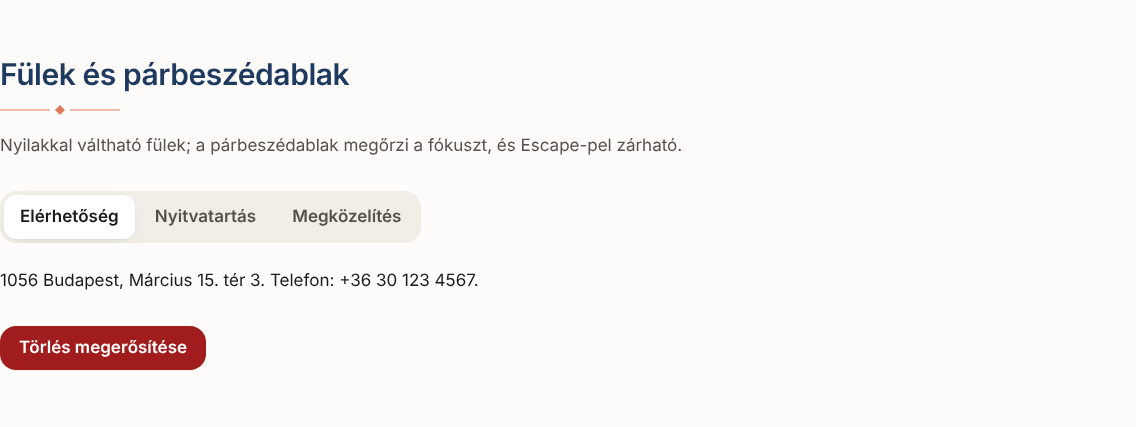 Fülek és párbeszédablak
Nyilakkal váltható fülek; a párbeszédablak megőrzi a fókuszt, és Escape-pel zárható.
Elérhetőség Nyitvatartás Megközelítés
1056 Budapest, Március 15. tér 3. Telefon: +36 30 123 4567.
Törlés megerősítése